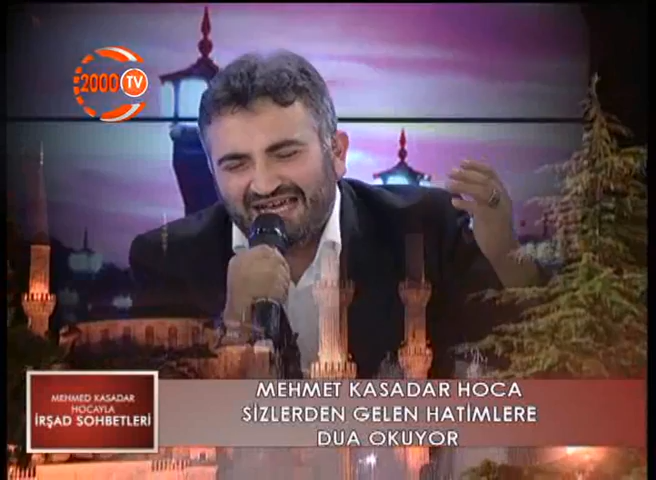 2000 TV
MEHMET KASADAR HOCA
SİZLERDEN GELEN HATİMLERE
DUA OKUYOR
MEHMED KASADAR
HOCAYLA
İRŞAD SOHBETLERİ